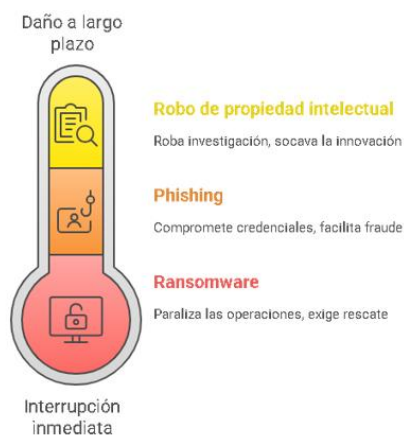 Daño a largo
plazo
Robo de propiedad intelectual
Roba investigación, socava la innovación
Phishing
Compromete credenciales, facilita fraude
Ransomware
Paraliza las operaciones, exige rescate
Interrupción
inmediata